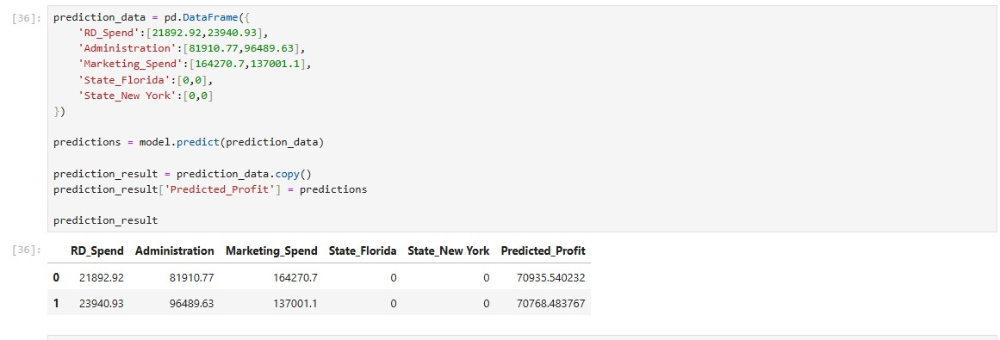 [36]: prediction_data = pd.DataFrame({
    'RD_Spend':[21892.92,23940.93],
    'Administration':[81910.77,96489.63],
    'Marketing_Spend':[164270.7,137001.1],
    'State_Florida':[0,0],
    'State_New York':[0,0]
})
predictions = model.predict(prediction_data)
prediction_result = prediction_data.copy()
prediction_result['Predicted_Profit'] = predictions
prediction_result
[36]: RD_Spend Administration Marketing_Spend State_Florida State_New York Predicted_Profit
0 21892.92 81910.77 164270.7 0 0 70935.540232
1 23940.93 96489.63 137001.1 0 0 70768.483767